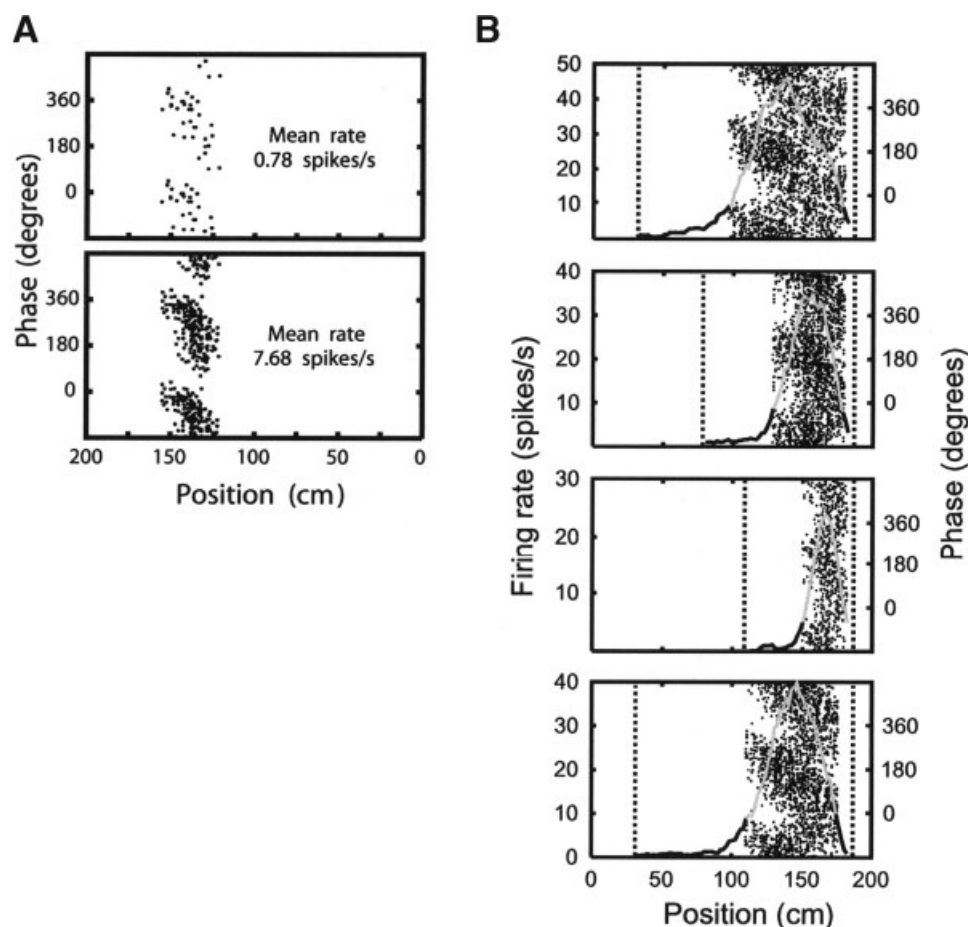 A
Phase (degrees)
360
180
0
Mean rate
0.78 spikes/s
360
180
0
Mean rate
7.68 spikes/s
200 150 100 50 0
Position (cm)
B
Firing rate (spikes/s)
Phase (degrees)
50
40
30
20
10
360
180
0
40
30
20
10
360
180
0
30
20
10
360
180
0
40
30
20
10
0
360
180
0
0 50 100 150 200
Position (cm)